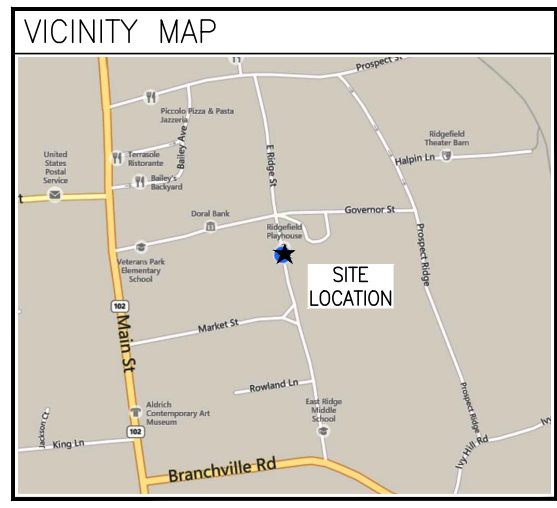 VICINITY MAP
Prospect St
Piccolo Pizza & Pasta
Jazzeria
Bailey Ave
United
States
Postal
Service
Terrasole
Ristorante
Bailey's
Backyard
E Ridge St
Ridgefield
Theater Barn
Halpin Ln
t
Doral Bank
Governor St
Ridgefield
Playhouse
Veterans Park
Elementary
School
Prospect Ridge
SITE
LOCATION
102
Main St
Market St
Rowland Ln
East Ridge
Middle
School
Aldrich
Contemporary Art
Museum
102
Jackson Ct
King Ln
Prospect Ridge
Ivy Hill Rd
Branchville Rd